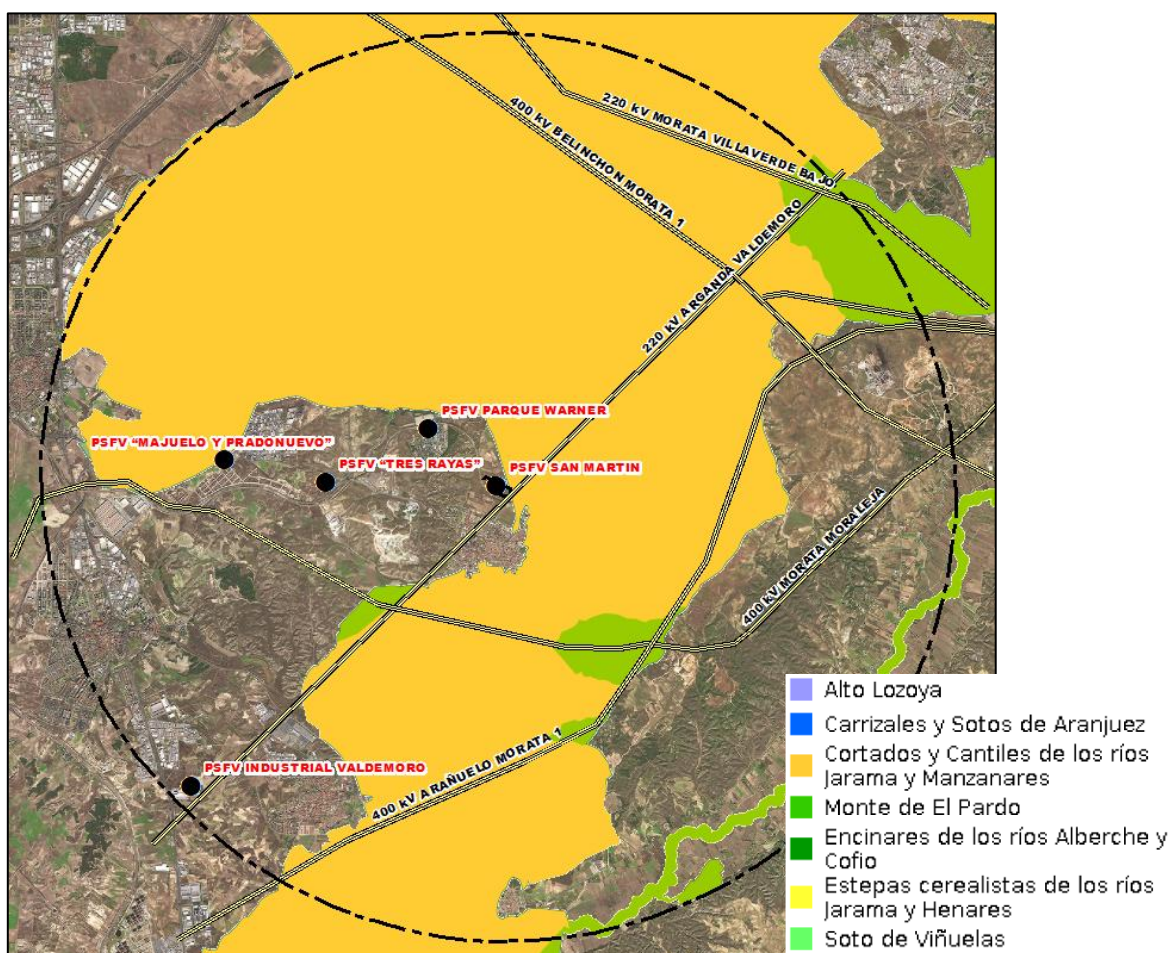 220 kV MORATA VILLAVERDE BAJO
400 kV BELINCHON MORATA 1
220 kV ARGANDA VALDEMORO
PSFV PARQUE WARNER
PSFV “MAJUELO Y PRADONUEVO”
PSFV “TRES RAYAS”
PSFV SAN MARTIN
400 kV MORATA MORALEJA
PSFV INDUSTRIAL VALDEMORO
400 kV ARAÑUELO MORATA 1
Alto Lozoya
Carrizales y Sotos de Aranjuez
Cortados y Cantiles de los ríos
Jarama y Manzanares
Monte de El Pardo
Encinares de los ríos Alberche y
Cofio
Estepas cerealistas de los ríos
Jarama y Henares
Soto de Viñuelas